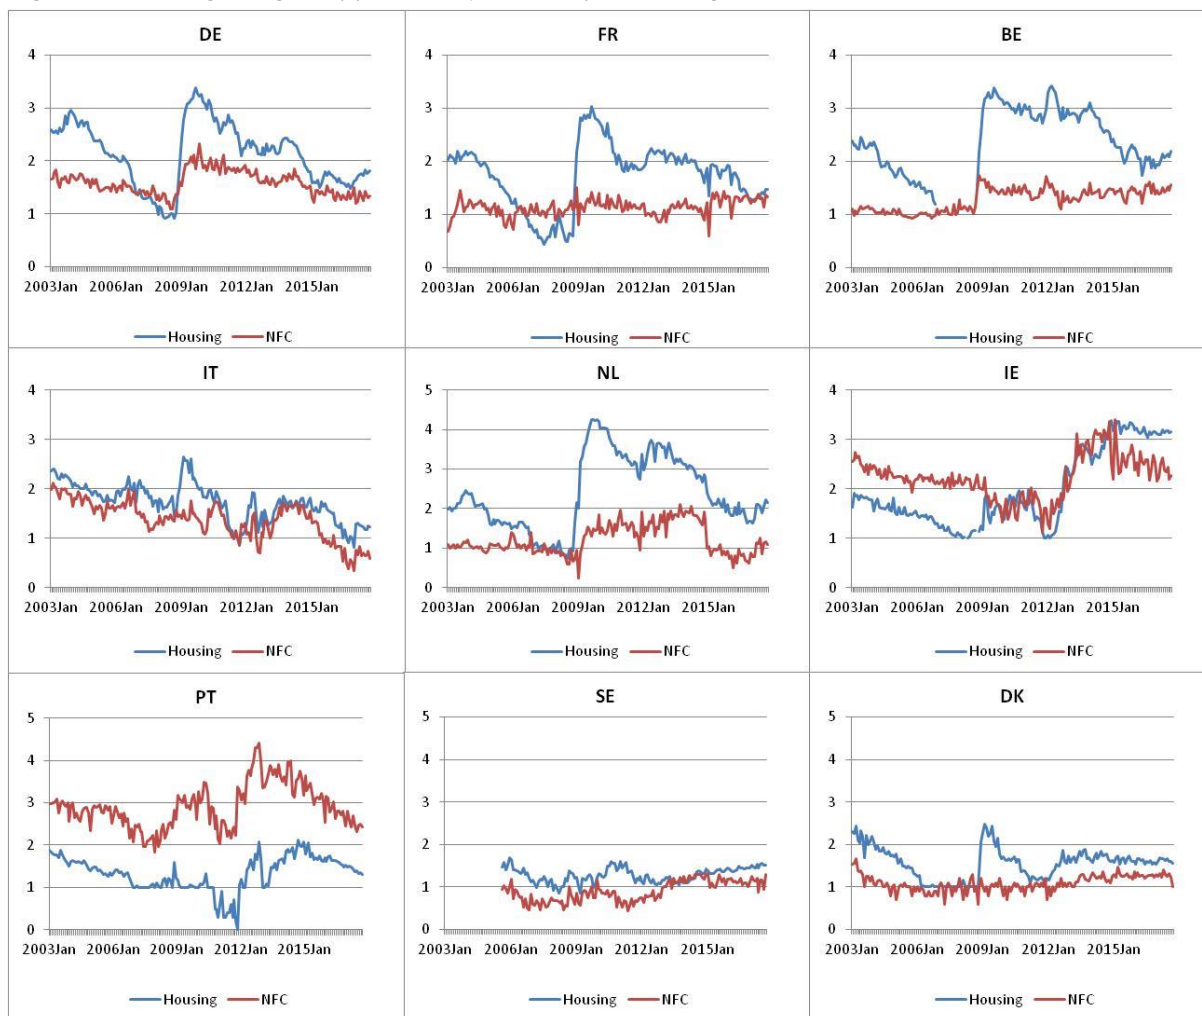 DE FR BE
4 4 4
3 3 3
2 2 2
1 1 1
0 0 0
2003Jan 2006Jan 2009Jan 2012Jan 2015Jan 2003Jan 2006Jan 2009Jan 2012Jan 2015Jan 2003Jan 2006Jan 2009Jan 2012Jan 2015Jan
Housing NFC Housing NFC Housing NFC
IT NL IE
4 5 4
4
3 3
3
2 2
2
1 1
1
0 0 0
2003Jan 2006Jan 2009Jan 2012Jan 2015Jan 2003Jan 2006Jan 2009Jan 2012Jan 2015Jan 2003Jan 2006Jan 2009Jan 2012Jan 2015Jan
Housing NFC Housing NFC Housing NFC
PT SE DK
5 5 5
4 4 4
3 3 3
2 2 2
1 1 1
0 0 0
2003Jan 2006Jan 2009Jan 2012Jan 2015Jan 2003Jan 2006Jan 2009Jan 2012Jan 2015Jan 2003Jan 2006Jan 2009Jan 2012Jan 2015Jan
Housing NFC Housing NFC Housing NFC